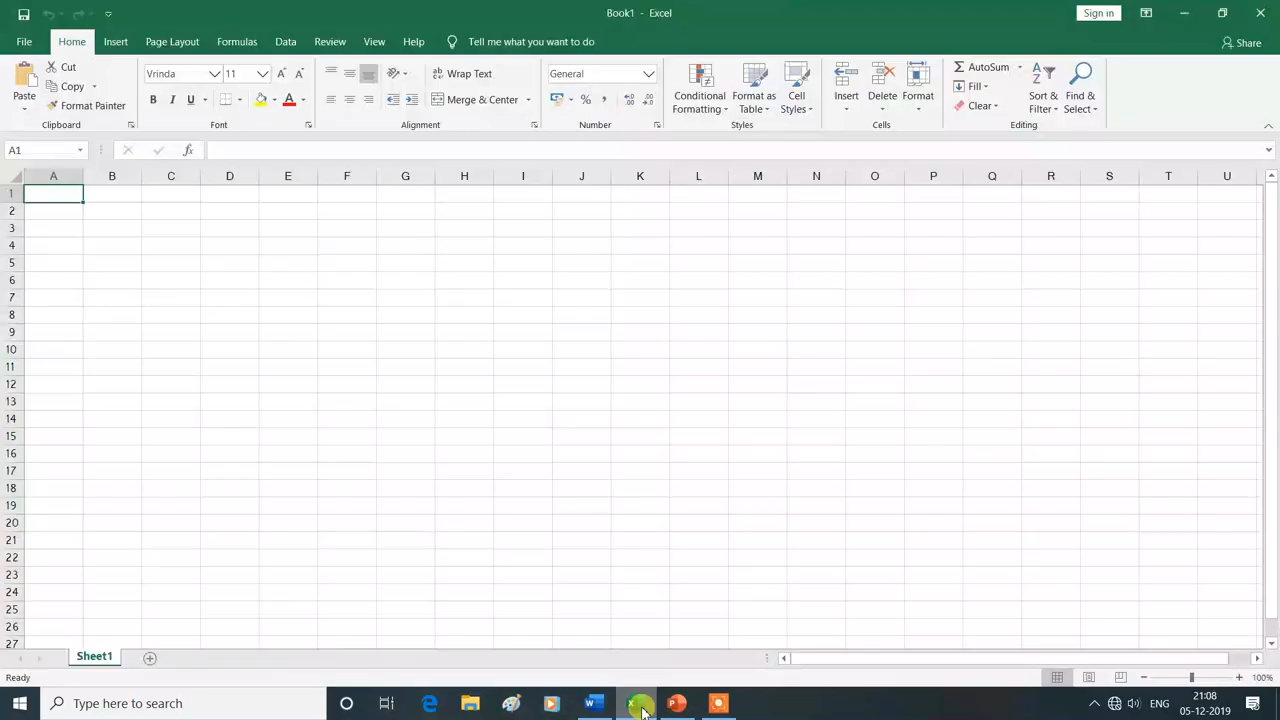 Book1 - Excel
Sign in
File Home Insert Page Layout Formulas Data Review View Help Tell me what you want to do Share
Paste Cut Copy Format Painter Clipboard
Vrinda 11 B I U A Font
Wrap Text Merge & Center Alignment
General % , Number
Conditional Formatting Format as Table Cell Styles Styles
Insert Delete Format Cells
AutoSum Fill Clear Sort & Filter Find & Select Editing
A1 fx
A B C D E F G H I J K L M N O P Q R S T U
1
2
3
4
5
6
7
8
9
10
11
12
13
14
15
16
17
18
19
20
21
22
23
24
25
26
27
Sheet1
Ready 100%
Type here to search ENG 21:08
05-12-2019